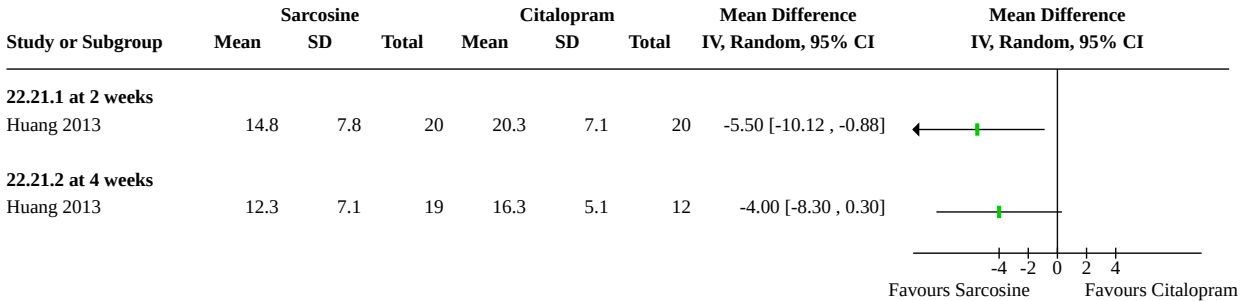 Sarcosine Citalopram Mean Difference Mean Difference
Study or Subgroup Mean SD Total Mean SD Total IV, Random, 95% CI IV, Random, 95% CI
22.21.1 at 2 weeks
Huang 2013 14.8 7.8 20 20.3 7.1 20 -5.50 [-10.12 , -0.88]
22.21.2 at 4 weeks
Huang 2013 12.3 7.1 19 16.3 5.1 12 -4.00 [-8.30 , 0.30]
-4 -2 0 2 4
Favours Sarcosine Favours Citalopram